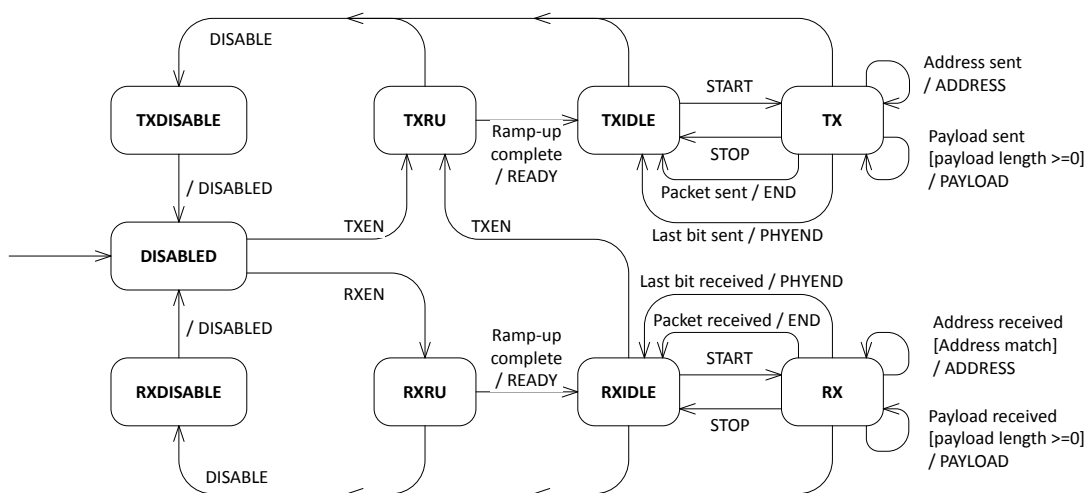 DISABLE
Address sent
/ ADDRESS
START
TXDISABLE
TXRU
TXIDLE
TX
Ramp-up
complete
/ READY
STOP
Payload sent
[payload length >=0]
/ PAYLOAD
/ DISABLED
Packet sent / END
TXEN
TXEN
Last bit sent / PHYEND
DISABLED
RXEN
Last bit received / PHYEND
Packet received / END
/ DISABLED
Ramp-up
complete
/ READY
START
Address received
[Address match]
/ ADDRESS
RXDISABLE
RXRU
RXIDLE
RX
STOP
Payload received
[payload length >=0]
/ PAYLOAD
DISABLE